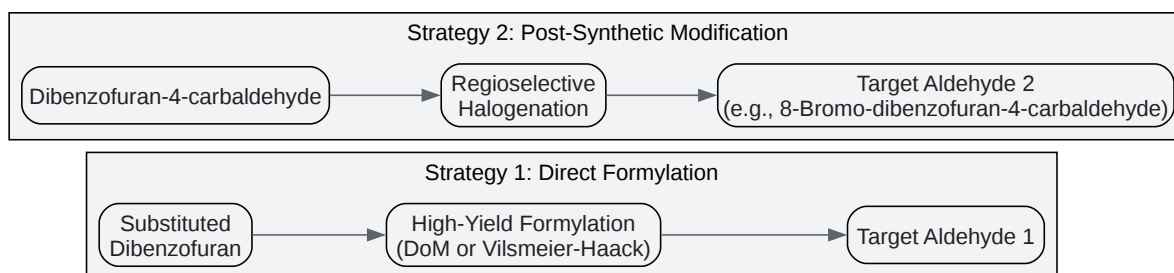 Strategy 2: Post-Synthetic Modification
Dibenzofuran-4-carbaldehyde
Regioselective
Halogenation
Target Aldehyde 2
(e.g., 8-Bromo-dibenzofuran-4-carbaldehyde)
Strategy 1: Direct Formylation
Substituted
Dibenzofuran
High-Yield Formylation
(DoM or Vilsmeier-Haack)
Target Aldehyde 1